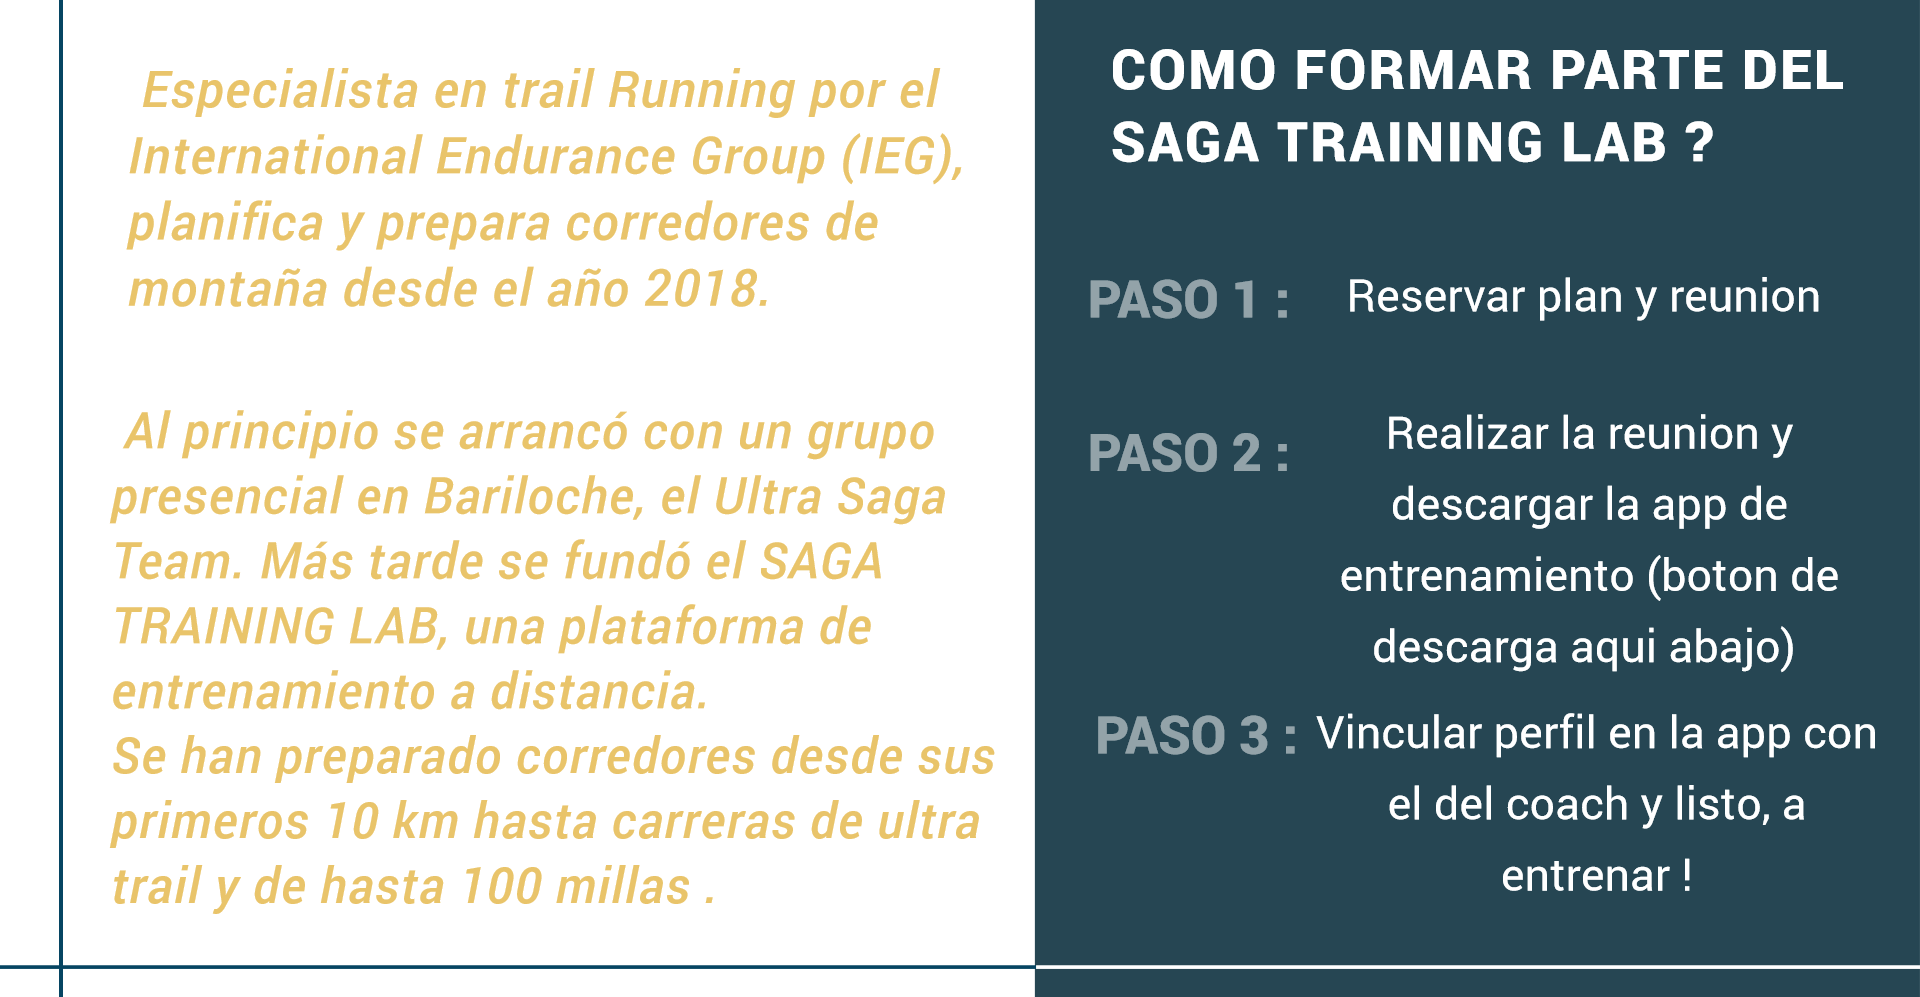 Especialista en trail Running por el
International Endurance Group (IEG),
planifica y prepara corredores de
montaña desde el año 2018.
Al principio se arrancó con un grupo
presencial en Bariloche, el Ultra Saga
Team. Más tarde se fundó el SAGA
TRAINING LAB, una plataforma de
entrenamiento a distancia.
Se han preparado corredores desde sus
primeros 10 km hasta carreras de ultra
trail y de hasta 100 millas .
COMO FORMAR PARTE DEL
SAGA TRAINING LAB ?
PASO 1 : Reservar plan y reunion
PASO 2 : Realizar la reunion y
descargar la app de
entrenamiento (boton de
descarga aqui abajo)
PASO 3 : Vincular perfil en la app con
el del coach y listo, a
entrenar !